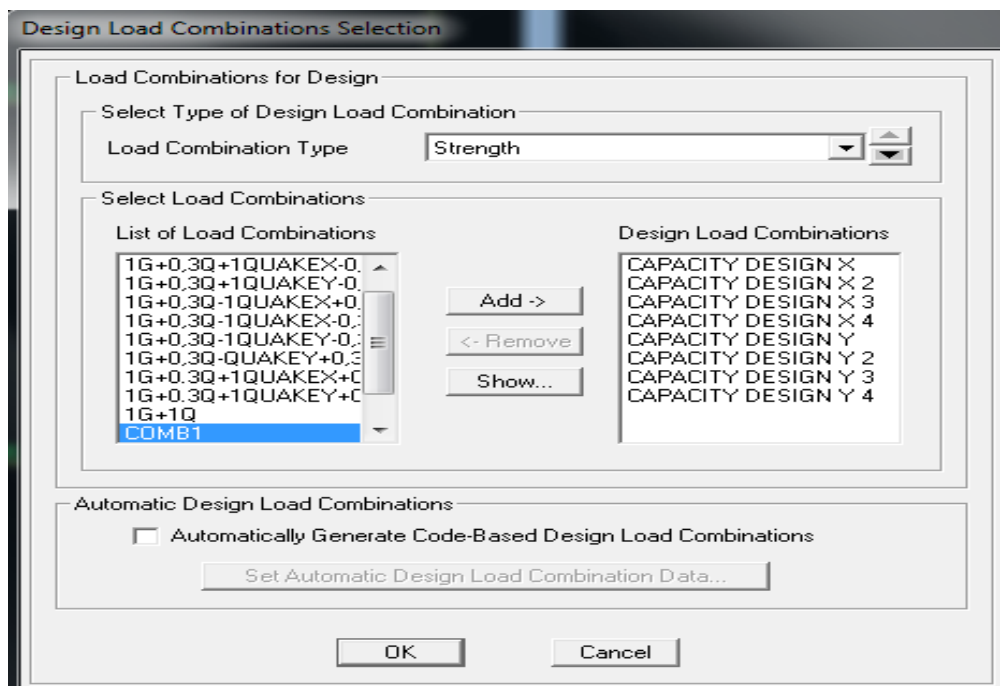 Design Load Combinations Selection
Load Combinations for Design
Select Type of Design Load Combination
Load Combination Type
Strength
Select Load Combinations
List of Load Combinations
Design Load Combinations
1G+0,3Q+1QUAKEX-0,
1G+0,3Q+1QUAKEY-0,
1G+0,3Q-1QUAKEX+0,
1G+0,3Q-1QUAKEX-0,:
1G+0,3Q-1QUAKEY-0,:
1G+0,3Q-QUAKEY+0,3
1G+0.3Q+1QUAKEX+0
1G+0.3Q+1QUAKEY+0
1G+1Q
COMB1
Add ->
<- Remove
Show...
CAPACITY DESIGN X
CAPACITY DESIGN X 2
CAPACITY DESIGN X 3
CAPACITY DESIGN X 4
CAPACITY DESIGN Y
CAPACITY DESIGN Y 2
CAPACITY DESIGN Y 3
CAPACITY DESIGN Y 4
Automatic Design Load Combinations
Automatically Generate Code-Based Design Load Combinations
Set Automatic Design Load Combination Data...
OK
Cancel